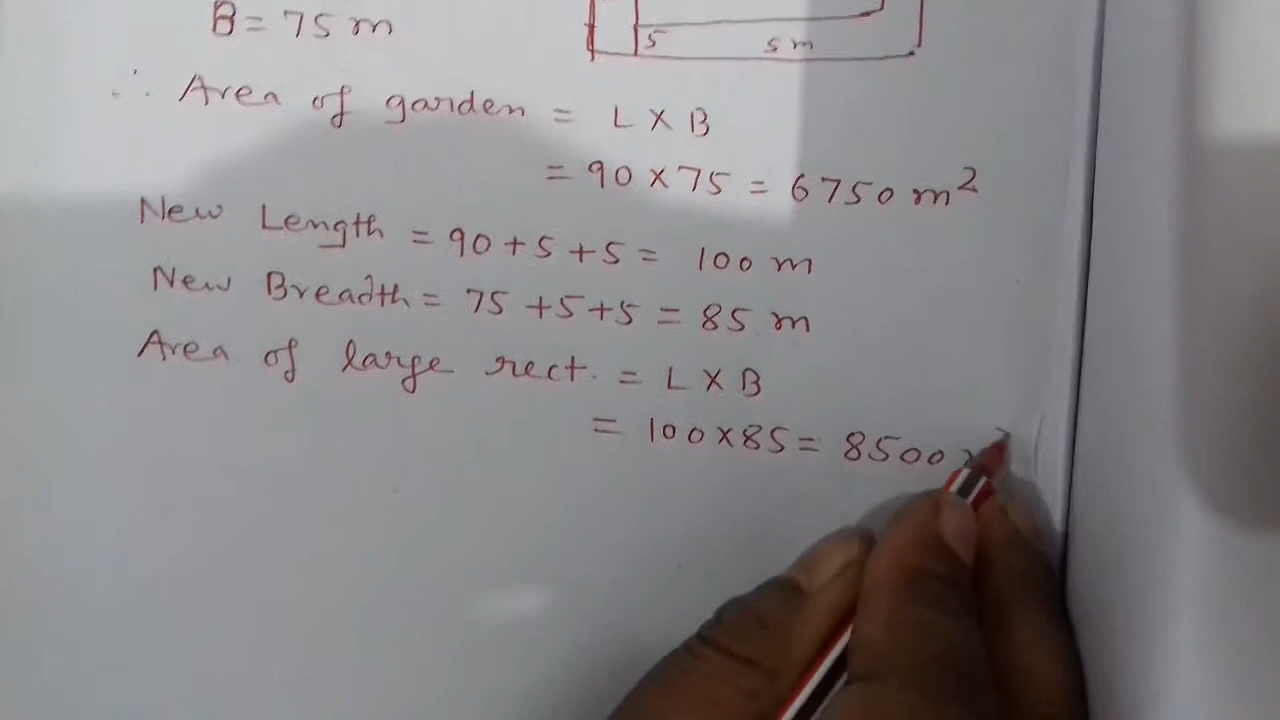 B = 75 m
5 5 m
∴ Area of garden = L × B
= 90 × 75 = 6750 m²
New Length = 90 + 5 + 5 = 100 m
New Breadth = 75 + 5 + 5 = 85 m
Area of large rect. = L × B
= 100 × 85 = 8500